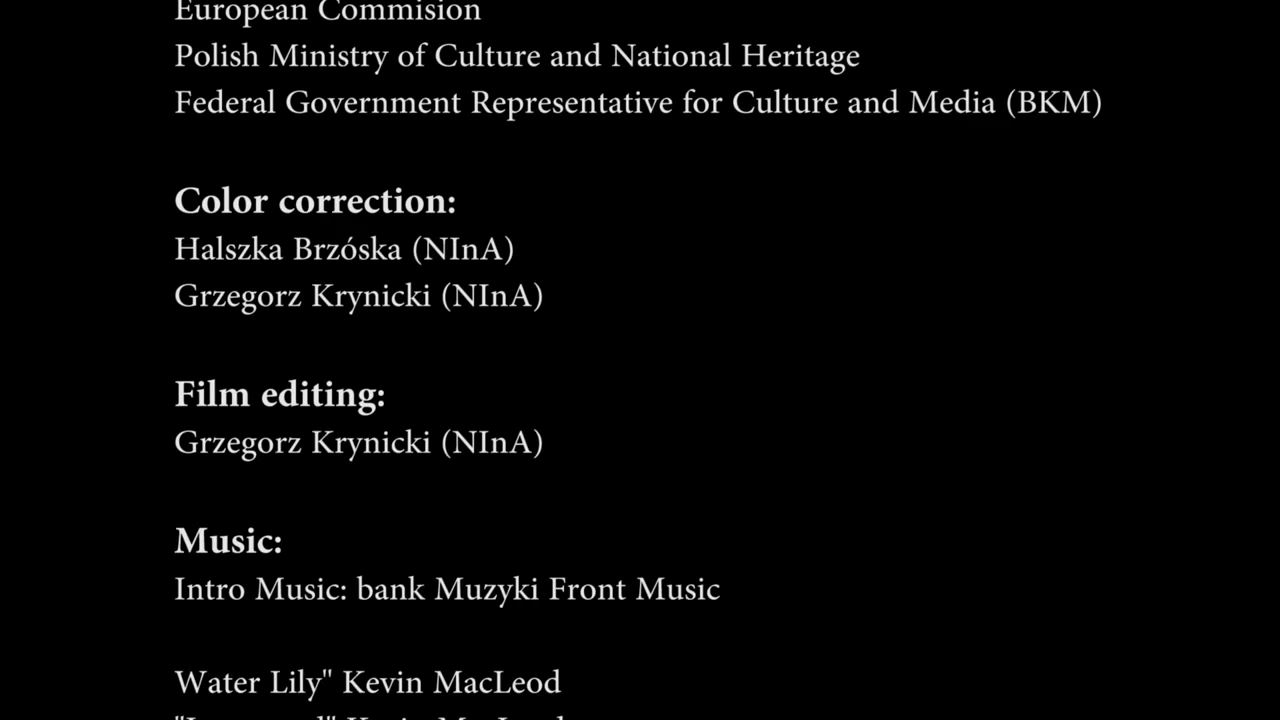 European Commision
Polish Ministry of Culture and National Heritage
Federal Government Representative for Culture and Media (BKM)
Color correction:
Halszka Brzóska (NInA)
Grzegorz Krynicki (NInA)
Film editing:
Grzegorz Krynicki (NInA)
Music:
Intro Music: bank Muzyki Front Music
Water Lily" Kevin MacLeod
Kevin MacLeod